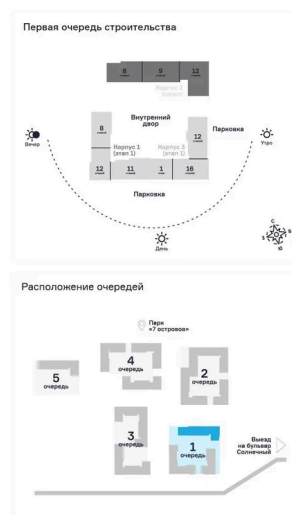 Первая очередь строительства
8
9
12
Корпус 2
Внутренний
двор
8
12
Парковка
Вечер
Утро
Корпус 1
(этап 1)
Корпус 3
(этап 1)
12
11
1
16
Парковка
День
С
В
З
Ю
Расположение очередей
Парк
«7 островов»
4
очередь
2
очередь
5
очередь
3
очередь
1
очередь
Выезд
на бульвар
Солнечный